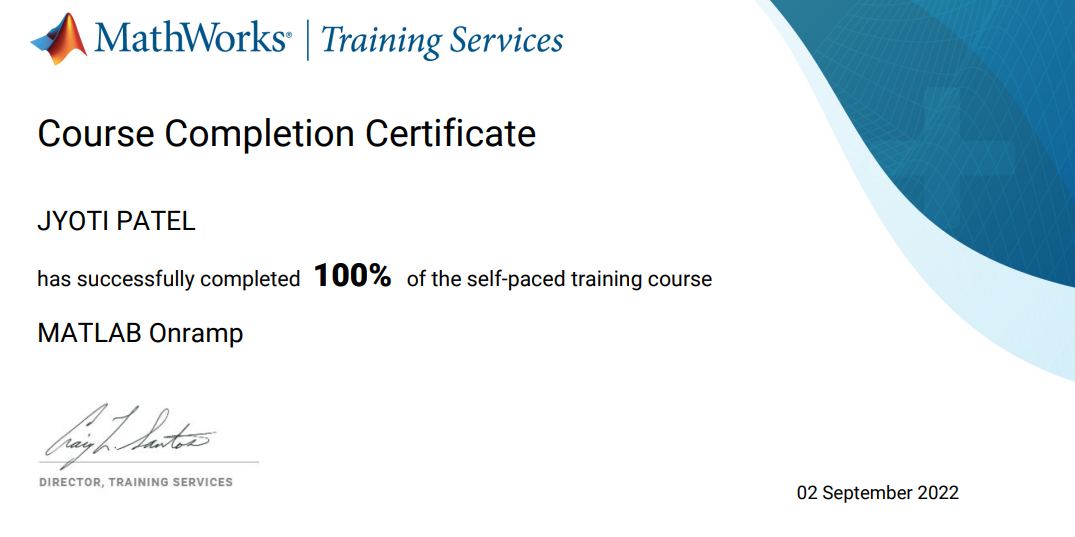 MathWorks® | Training Services
Course Completion Certificate
JYOTI PATEL
has successfully completed 100% of the self-paced training course
MATLAB Onramp
Craig L. Santos
DIRECTOR, TRAINING SERVICES
02 September 2022